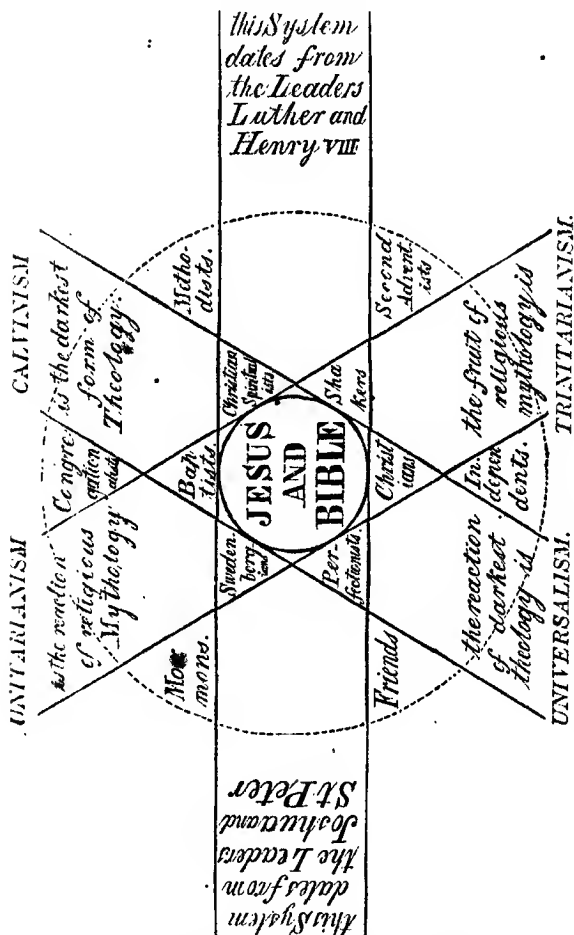 this System
dates from
the Leaders
Luther and
Henry VIII
UNITARIANISM
is the reaction
of religious
Mythology
CALVINISM
is the darkest
form of
Theology.
Congre
gation
alists
Metho-
dists.
Second
Advent
ists
Christian
Spiritual
ists
Sha
kers
Bap
tists
JESUS
AND
BIBLE
Christ
ians
Sweden-
borg-
ians
Per-
fectionists.
Mor
mons.
Friends
In-
depen
dents.
the reaction
of darkest
theology is
UNIVERSALISM.
the fruit of
religious
mythology is
TRINITARIANISM.
this System
dates from
the Leaders
Joshua and
St Peter